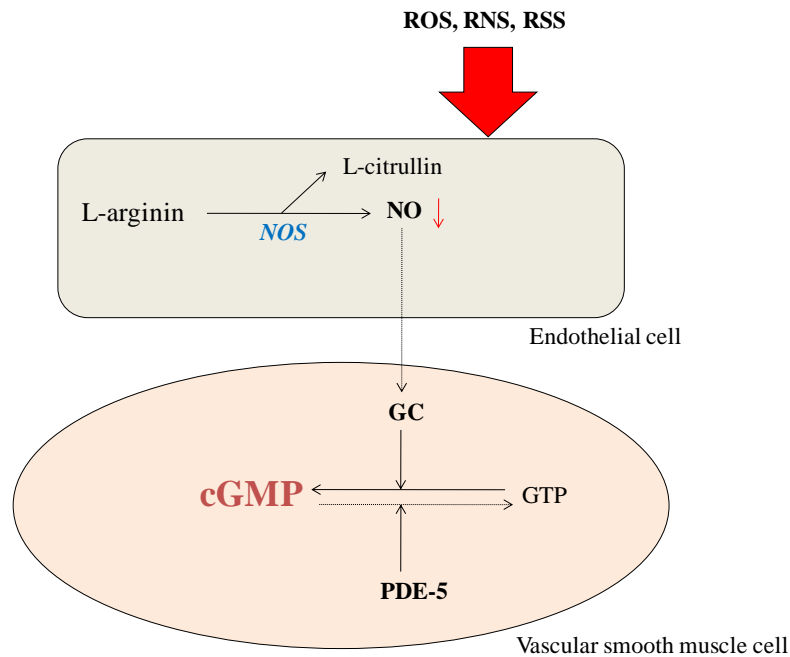 ROS, RNS, RSS
L-citrullin
L-arginin
NO
NOS
Endothelial cell
GC
cGMP
GTP
PDE-5
Vascular smooth muscle cell